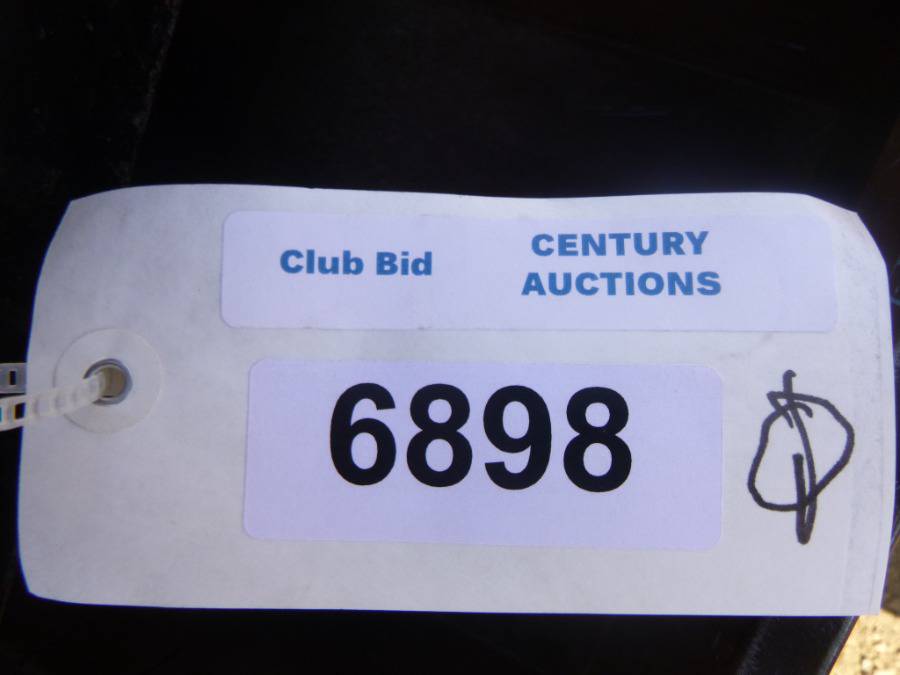 Club Bid
CENTURY
AUCTIONS
6898